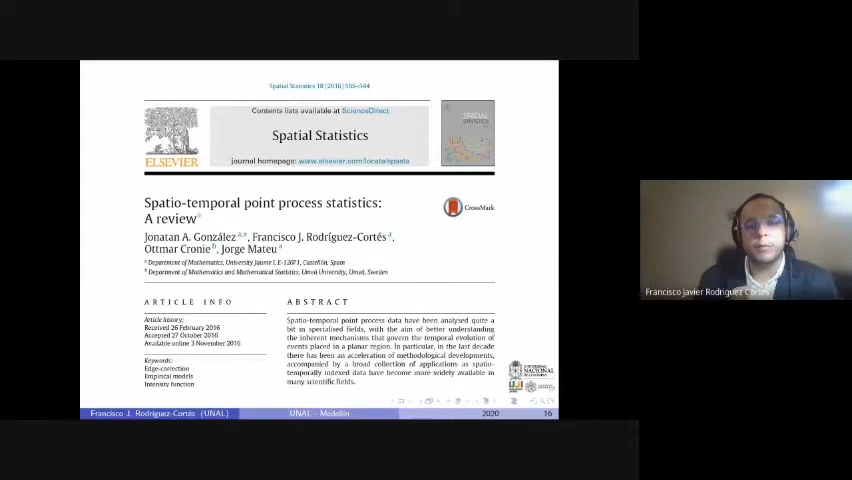 Spatial Statistics 18 (2016) 505–544
Contents lists available at ScienceDirect
Spatial Statistics
journal homepage: www.elsevier.com/locate/spasta
ELSEVIER
SPATIAL STATISTICS
Spatio-temporal point process statistics:
A review*
CrossMark
Jonatan A. González a,*, Francisco J. Rodríguez-Cortés a,
Ottmar Cronie b, Jorge Mateu a
a Department of Mathematics, University Jaume I, E-12071, Castellón, Spain
b Department of Mathematics and Mathematical Statistics, Umeå University, Umeå, Sweden
ARTICLE INFO
Article history:
Received 26 February 2016
Accepted 27 October 2016
Available online 3 November 2016
Keywords:
Edge-correction
Empirical models
Intensity function
ABSTRACT
Spatio-temporal point process data have been analysed quite a
bit in specialised fields, with the aim of better understanding
the inherent mechanisms that govern the temporal evolution of
events placed in a planar region. In particular, in the last decade
there has been an acceleration of methodological developments,
accompanied by a broad collection of applications as spatio-
temporally indexed data have become more widely available in
many scientific fields.
UNIVERSIDAD
NACIONAL
DE COLOMBIA
UJI
Francisco J. Rodríguez-Cortés (UNAL)
UNAL – Medellín
2020
16
Francisco Javier Rodriguez Cortes